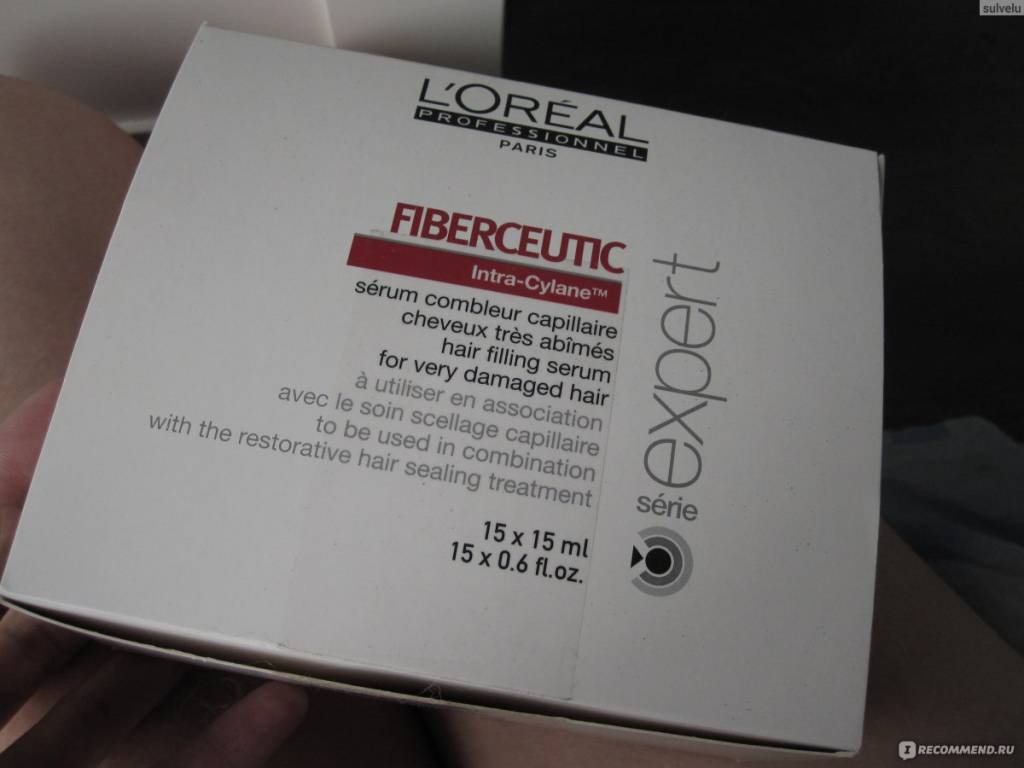 sulvelu
L'ORÉAL
PROFESSIONNEL
PARIS
FIBERCEUTIC
Intra-Cylane™
sérum combleur capillaire
cheveux très abîmés
hair filling serum
for very damaged hair
à utiliser en association
avec le soin scellage capillaire
to be used in combination
with the restorative hair sealing treatment
15 x 15 ml
15 x 0.6 fl.oz.
série expert
IRECOMMEND.RU